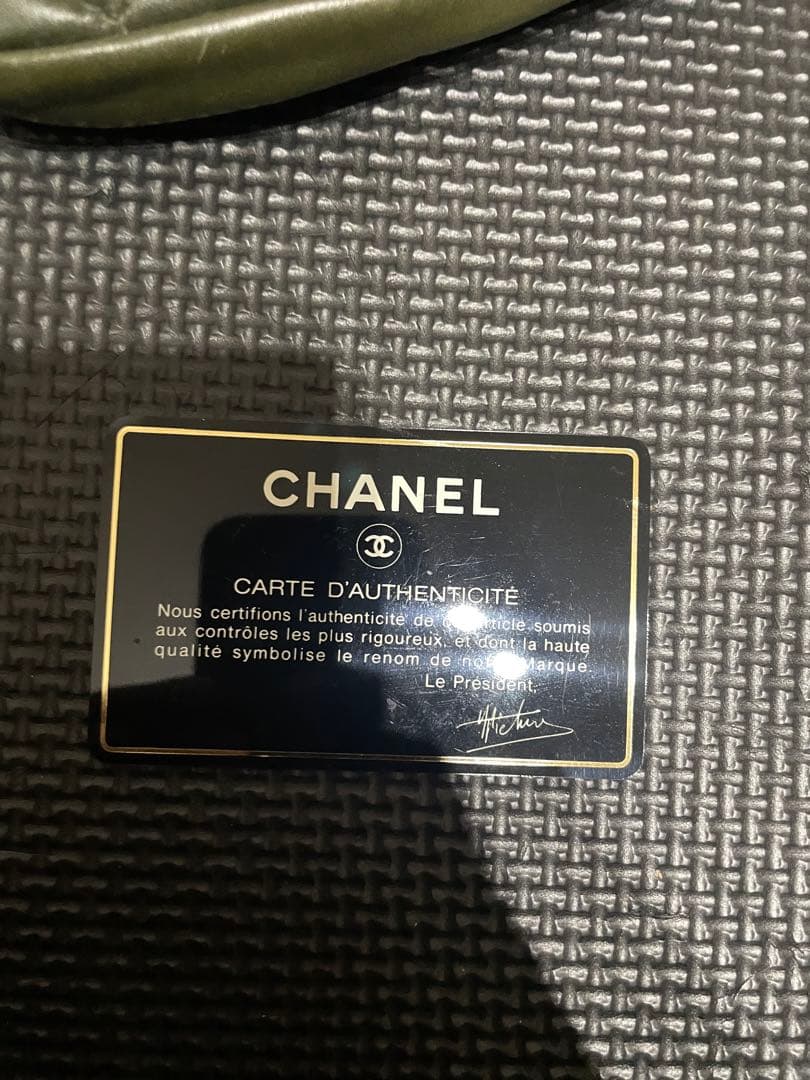 CHANEL
CARTE D'AUTHENTICITÉ
Nous certifions l'authenticité de article soumis
aux contrôles les plus rigoureux, et dont la haute
qualité symbolise le renom de Marque
Le Président,